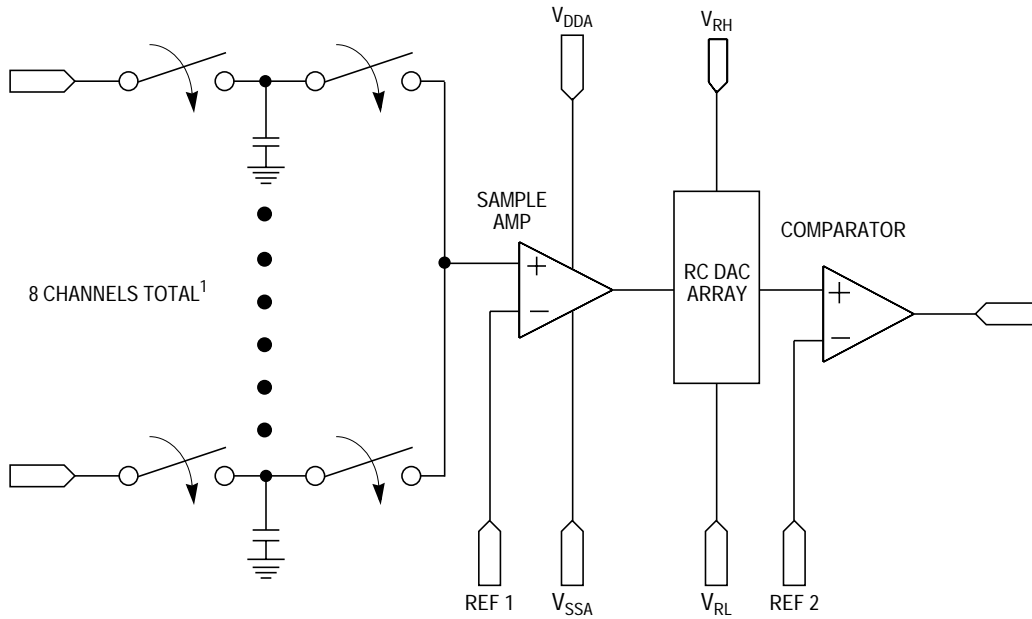 V_DDA
V_RH
SAMPLE
AMP
COMPARATOR
+
−
RC DAC
ARRAY
+
−
8 CHANNELS TOTAL¹
REF 1
V_SSA
V_RL
REF 2